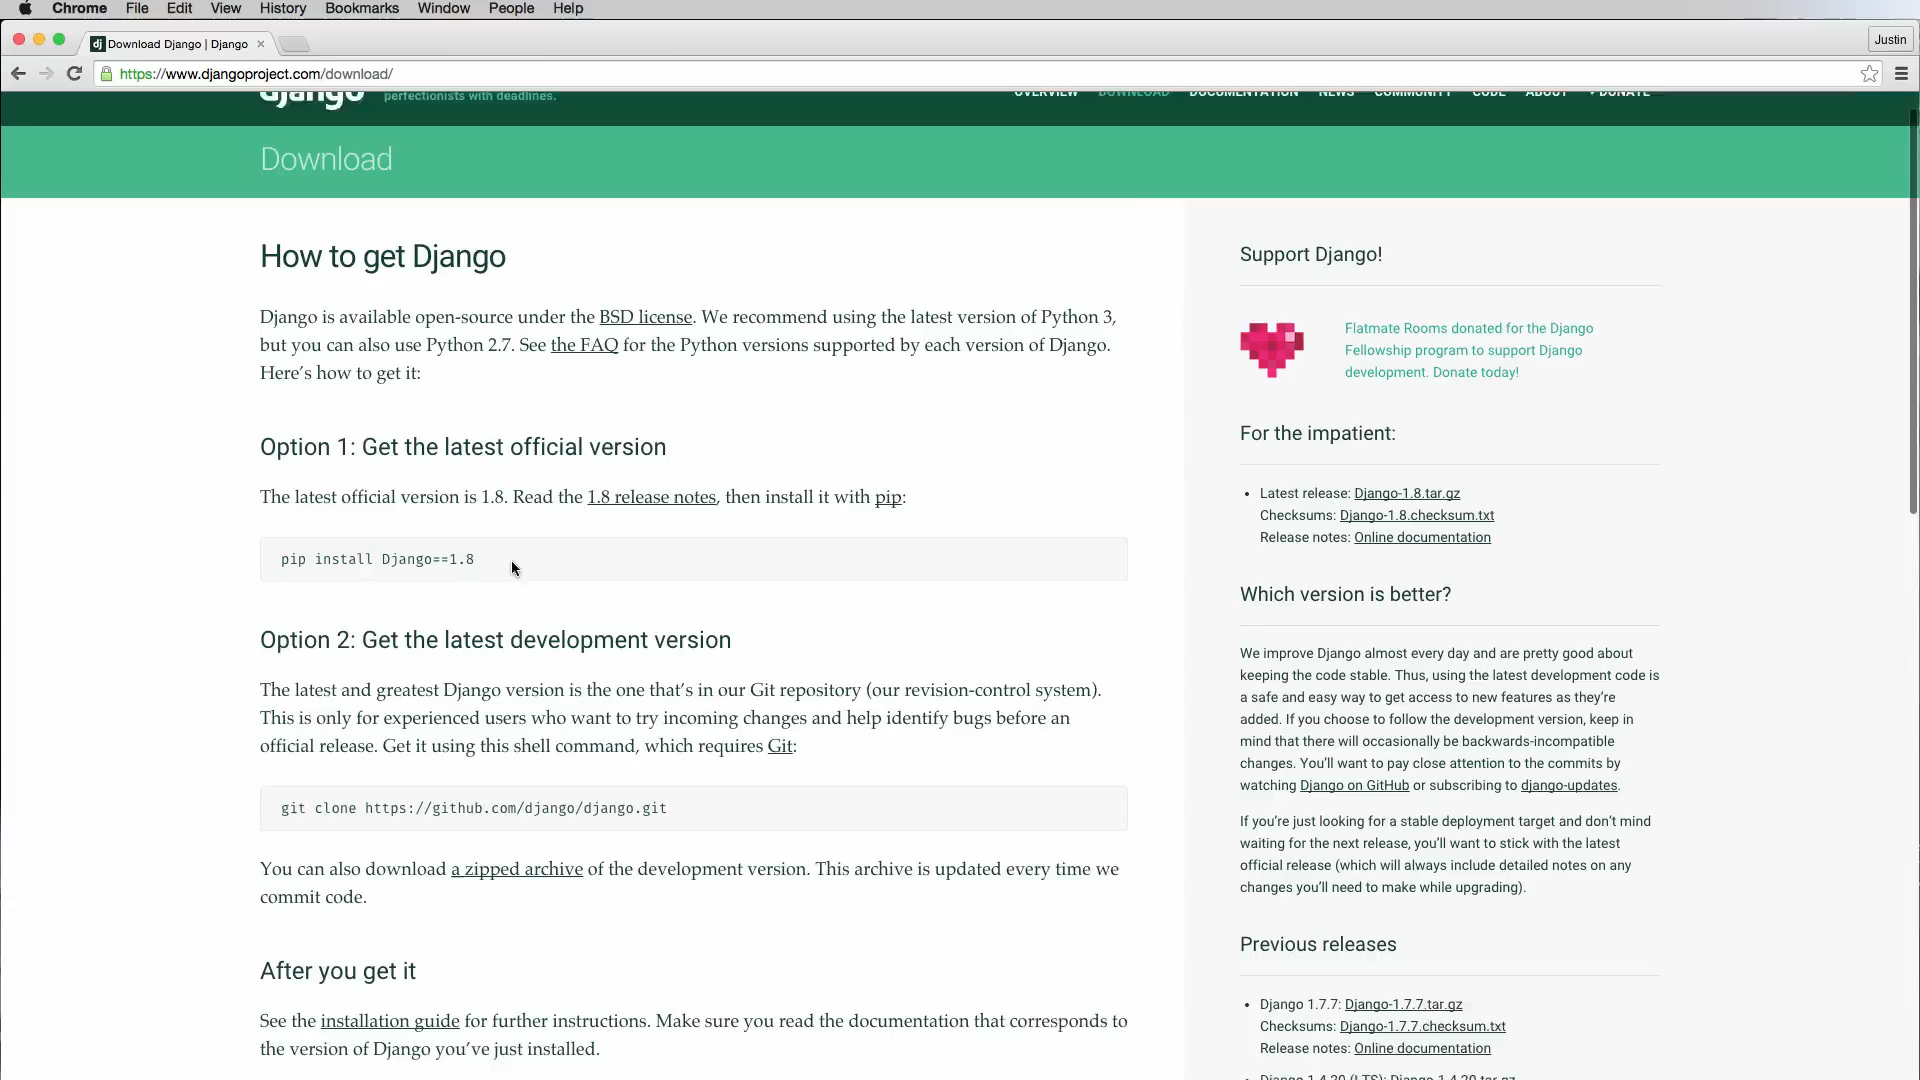 Chrome File Edit View History Bookmarks Window People Help
Download Django | Django
Justin
https://www.djangoproject.com/download/
django perfectionists with deadlines.
OVERVIEW DOWNLOAD DOCUMENTATION NEWS COMMUNITY CODE ABOUT DONATE
Download
How to get Django
Django is available open-source under the BSD license. We recommend using the latest version of Python 3,
but you can also use Python 2.7. See the FAQ for the Python versions supported by each version of Django.
Here’s how to get it:
Option 1: Get the latest official version
The latest official version is 1.8. Read the 1.8 release notes, then install it with pip:
pip install Django==1.8
Option 2: Get the latest development version
The latest and greatest Django version is the one that’s in our Git repository (our revision-control system).
This is only for experienced users who want to try incoming changes and help identify bugs before an
official release. Get it using this shell command, which requires Git:
git clone https://github.com/django/django.git
You can also download a zipped archive of the development version. This archive is updated every time we
commit code.
After you get it
See the installation guide for further instructions. Make sure you read the documentation that corresponds to
the version of Django you’ve just installed.
Support Django!
Flatmate Rooms donated for the Django
Fellowship program to support Django
development. Donate today!
For the impatient:
Latest release: Django-1.8.tar.gz
Checksums: Django-1.8.checksum.txt
Release notes: Online documentation
Which version is better?
We improve Django almost every day and are pretty good about
keeping the code stable. Thus, using the latest development code is
a safe and easy way to get access to new features as they’re
added. If you choose to follow the development version, keep in
mind that there will occasionally be backwards-incompatible
changes. You’ll want to pay close attention to the commits by
watching Django on GitHub or subscribing to django-updates.
If you’re just looking for a stable deployment target and don’t mind
waiting for the next release, you’ll want to stick with the latest
official release (which will always include detailed notes on any
changes you’ll need to make while upgrading).
Previous releases
Django 1.7.7: Django-1.7.7.tar.gz
Checksums: Django-1.7.7.checksum.txt
Release notes: Online documentation
Django 1.4.20 (LTS): Django-1.4.20.tar.gz